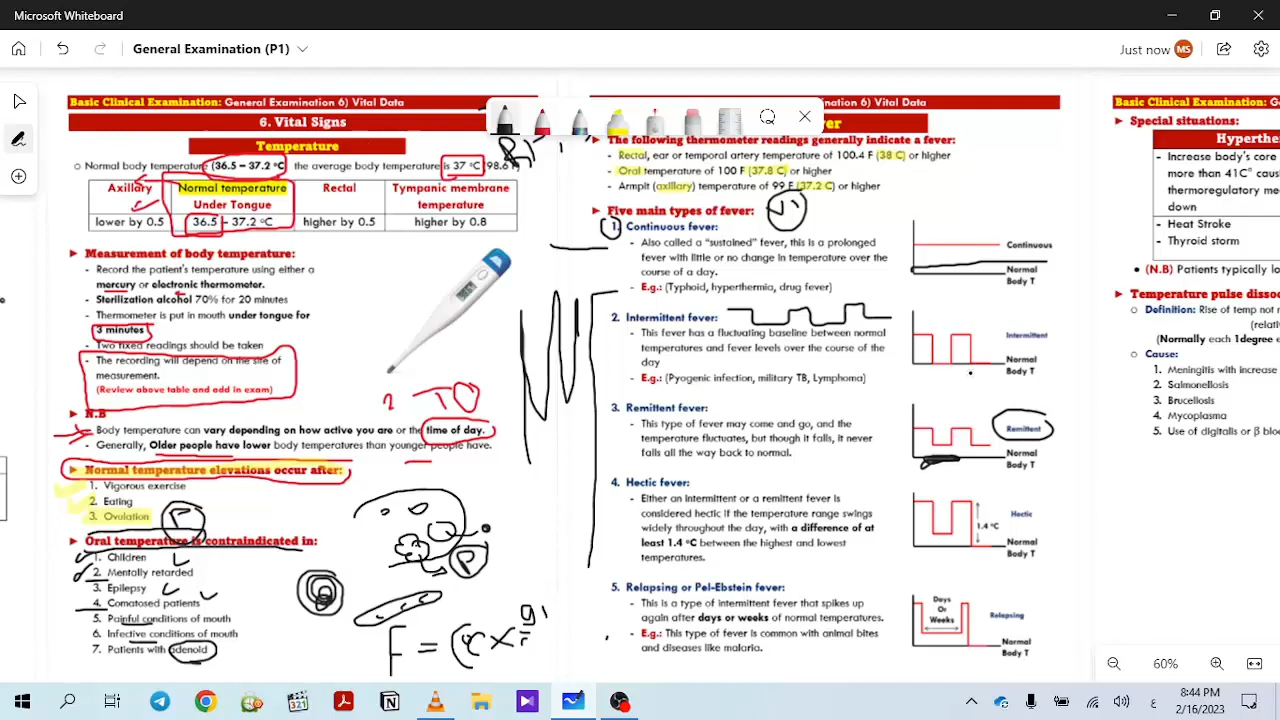 Microsoft Whiteboard
General Examination (P1)
Just now MS
Basic Clinical Examination: General Examination 6) Vital Data
6. Vital Signs
Temperature
o Normal body temperature (36.5 – 37.2 °C) the average body temperature is 37 °C (98.6 F)
Axillary Normal temperature Under Tongue Rectal Tympanic membrane temperature
lower by 0.5 36.5 – 37.2 °C higher by 0.5 higher by 0.8
Measurement of body temperature:
- Record the patient's temperature using either a
mercury or electronic thermometer.
- Sterilization alcohol 70% for 20 minutes
- Thermometer is put in mouth under tongue for
3 minutes
- Two fixed readings should be taken
- The recording will depend on the site of
measurement.
(Review above table and add in exam)
N.B
- Body temperature can vary depending on how active you are or the time of day.
- Generally, Older people have lower body temperatures than younger people have.
Normal temperature elevations occur after:
1. Vigorous exercise
2. Eating
3. Ovulation
P
Oral temperature is contraindicated in:
1. Children
2. Mentally retarded
3. Epilepsy
4. Comatosed patients
5. Painful conditions of mouth
6. Infective conditions of mouth
7. Patients with adenoid
P
F = (c x
nation 6) Vital Data
ver
The following thermometer readings generally indicate a fever:
- Rectal, ear or temporal artery temperature of 100.4 F (38 C) or higher
- Oral temperature of 100 F (37.8 C) or higher
- Armpit (axillary) temperature of 99 F (37.2 C) or higher
Five main types of fever:
1. Continuous fever:
- Also called a "sustained" fever, this is a prolonged
fever with little or no change in temperature over the
course of a day.
- E.g.: (Typhoid, hyperthermia, drug fever)
Continuous
Normal
Body T
2. Intermittent fever:
- This fever has a fluctuating baseline between normal
temperatures and fever levels over the course of the
day
- E.g.: (Pyogenic infection, military TB, Lymphoma)
Intermittent
Normal
Body T
3. Remittent fever:
- This type of fever may come and go, and the
temperature fluctuates, but though it falls, it never
falls all the way back to normal.
Remittent
Normal
Body T
4. Hectic fever:
- Either an intermittent or a remittent fever is
considered hectic if the temperature range swings
widely throughout the day, with a difference of at
least 1.4 °C between the highest and lowest
temperatures.
Hectic
1.4 °C
Normal
Body T
5. Relapsing or Pel-Ebstein fever:
- This is a type of intermittent fever that spikes up
again after days or weeks of normal temperatures.
- E.g.: This type of fever is common with animal bites
and diseases like malaria.
Days
Or
Weeks
Relapsing
Normal
Body T
Basic Clinical Examination: G
Special situations:
Hyperthe
- Increase body's core
more than 41C°
thermoregulatory me
down
- Heat Stroke
- Thyroid storm
(N.B) Patients typically lo
Temperature pulse disso
o Definition: Rise of temp not r
(relati
(Normally each 1degree e
o Cause:
1. Meningitis with increase
2. Salmonellosis
3. Brucellosis
4. Mycoplasma
5. Use of digitalis or β bloc
60%
8:44 PM
2/16/2023